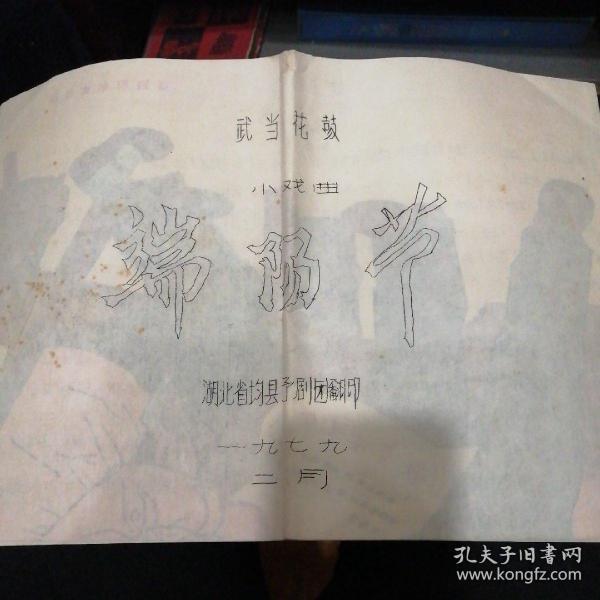 武当花鼓
小戏曲
端阳节
湖北省均县予剧团翻印
一九七九
二月
孔夫子旧书网
www.kongfz.com